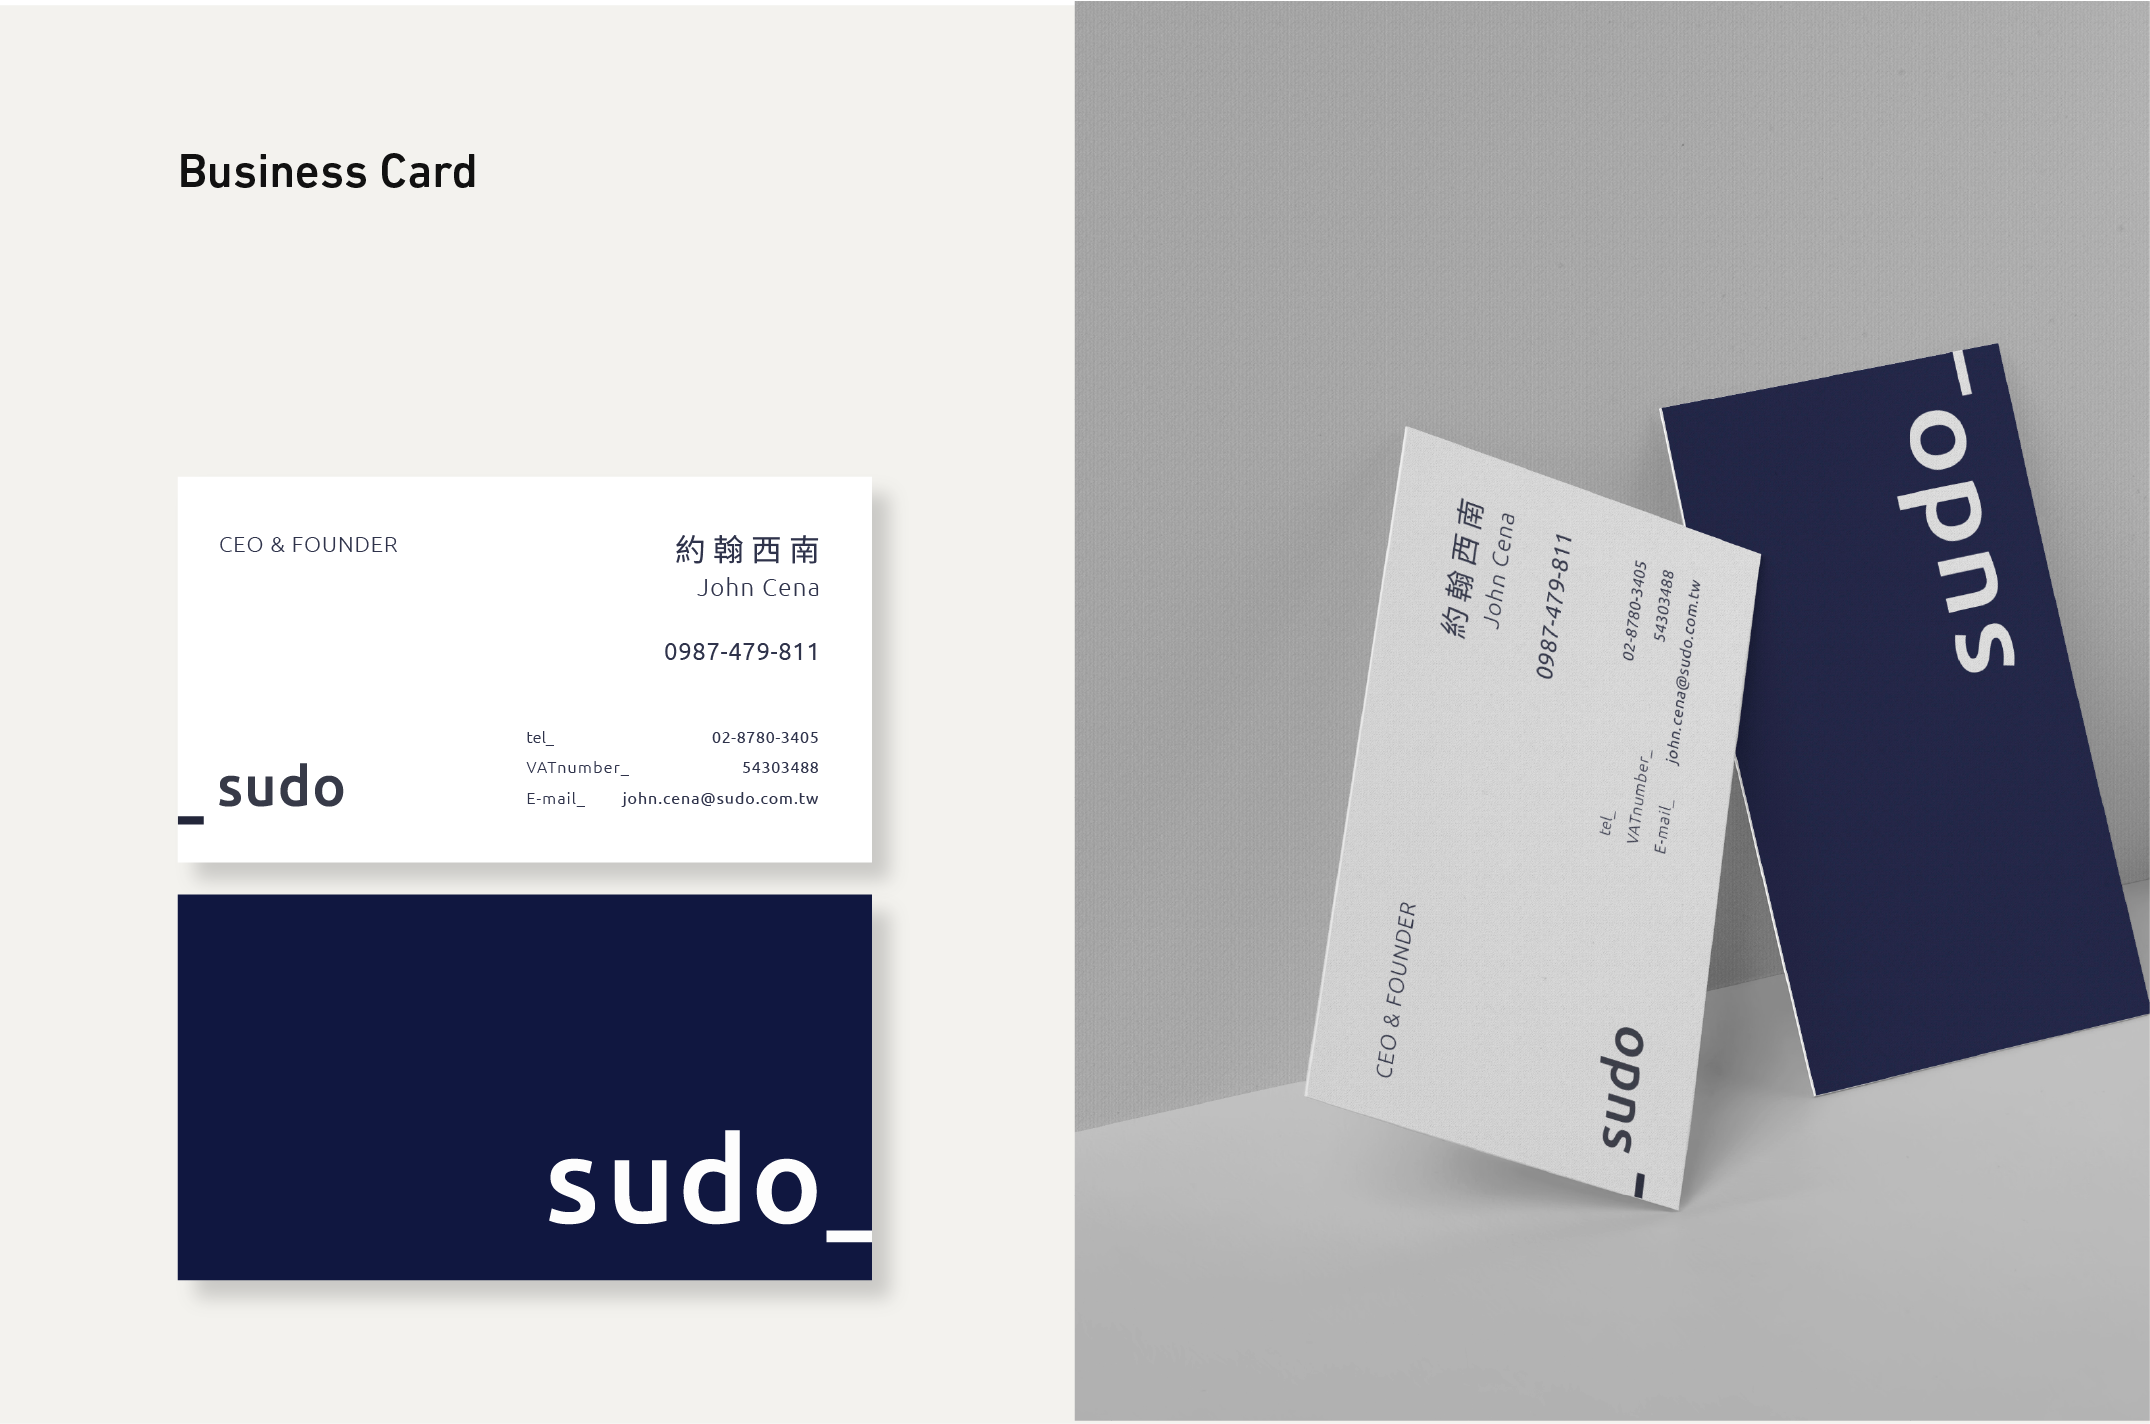 Business Card
CEO & FOUNDER
約翰西南
John Cena
0987-479-811
tel_ 02-8780-3405
VATnumber_ 54303488
E-mail_ john.cena@sudo.com.tw
_sudo
sudo_
約翰西南
John Cena
0987-479-811
tel_ 02-8780-3405
VATnumber_ 54303488
E-mail_ john.cena@sudo.com.tw
CEO & FOUNDER
_sudo
sudo_